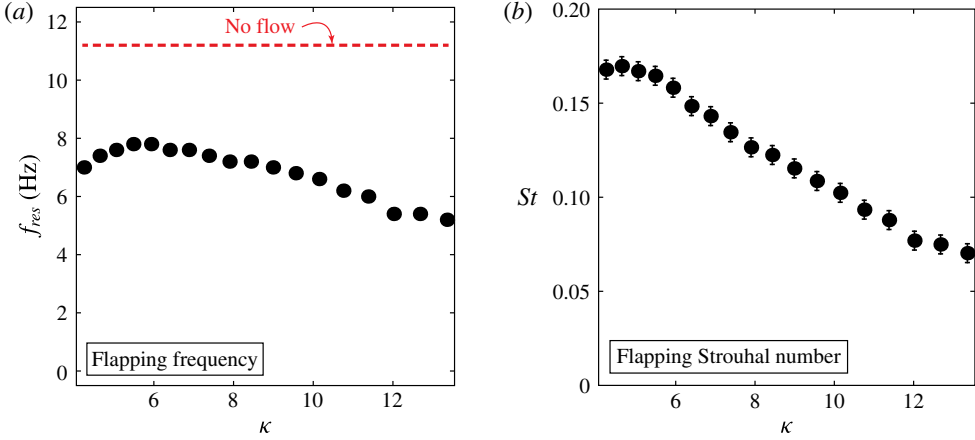 (a)
12
10
8
6
4
2
0
f_res (Hz)
No flow
Flapping frequency
6 8 10 12
κ
(b)
0.20
0.15
0.10
0.05
0
St
Flapping Strouhal number
6 8 10 12
κ